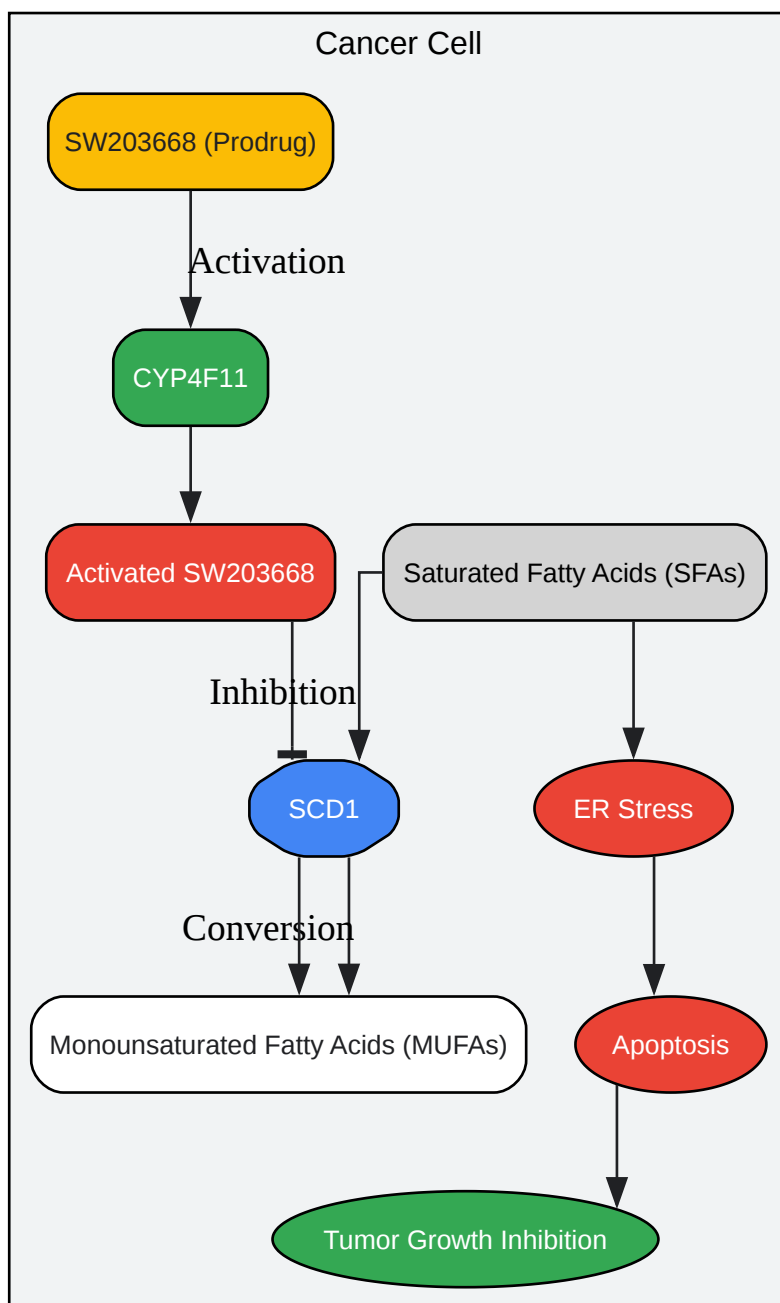 Cancer Cell
SW203668 (Prodrug)
Activation
CYP4F11
Activated SW203668
Saturated Fatty Acids (SFAs)
Inhibition
SCD1
ER Stress
Conversion
Monounsaturated Fatty Acids (MUFAs)
Apoptosis
Tumor Growth Inhibition